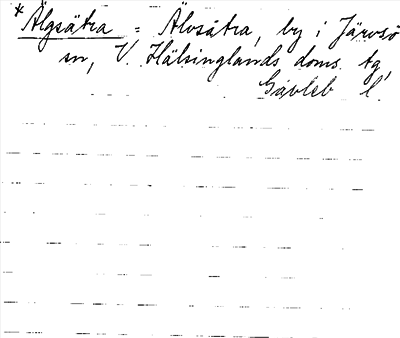 *Älgsätra = Älvsätra, by i Järvsö
sn, V. Hälsinglands doms. tg,
Gävleb l.